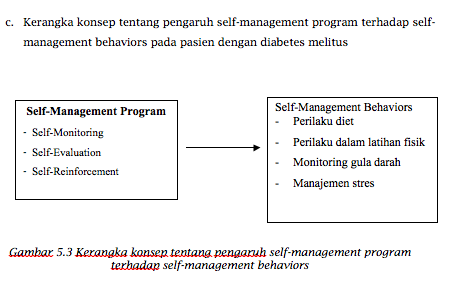 c. Kerangka konsep tentang pengaruh self-management program terhadap self-
management behaviors pada pasien dengan diabetes melitus
Self-Management Program
- Self-Monitoring
- Self-Evaluation
- Self-Reinforcement
Self-Management Behaviors
- Perilaku diet
- Perilaku dalam latihan fisik
- Monitoring gula darah
- Manajemen stres
Gambar 5.3 Kerangka konsep tentang pengaruh self-management program
terhadap self-management behaviors